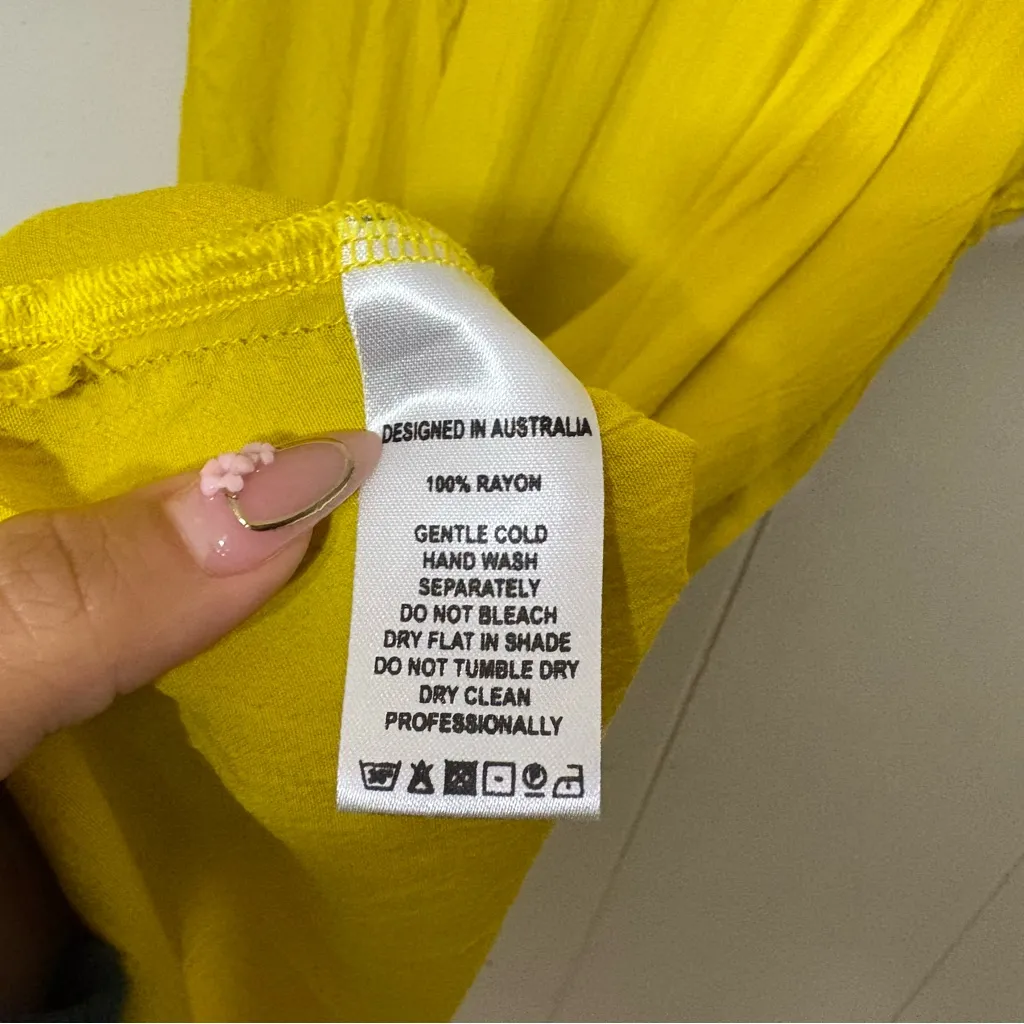 DESIGNED IN AUSTRALIA
100% RAYON
GENTLE COLD
HAND WASH
SEPARATELY
DO NOT BLEACH
DRY FLAT IN SHADE
DO NOT TUMBLE DRY
DRY CLEAN
PROFESSIONALLY